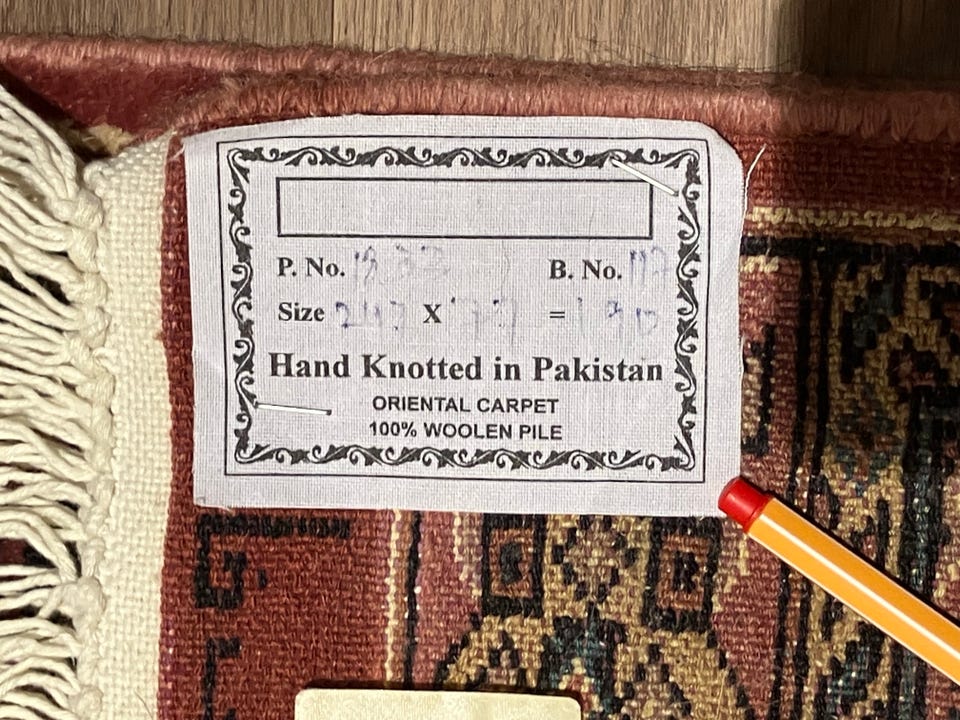 P. No. B. No.
Size X =
Hand Knotted in Pakistan
ORIENTAL CARPET
100% WOOLEN PILE